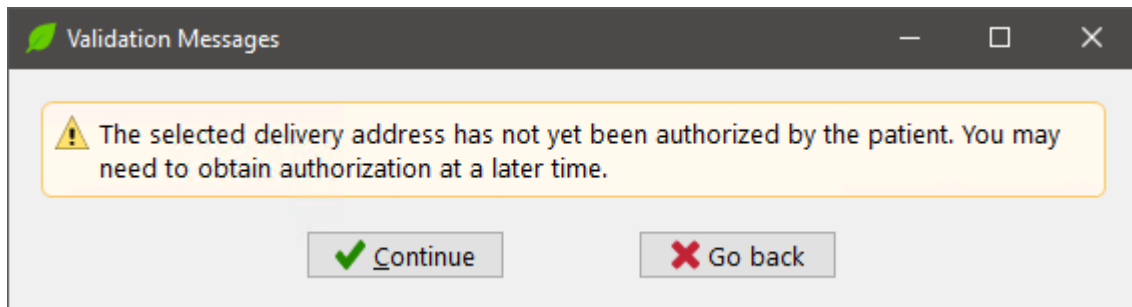 Validation Messages
The selected delivery address has not yet been authorized by the patient. You may
need to obtain authorization at a later time.
Continue
Go back